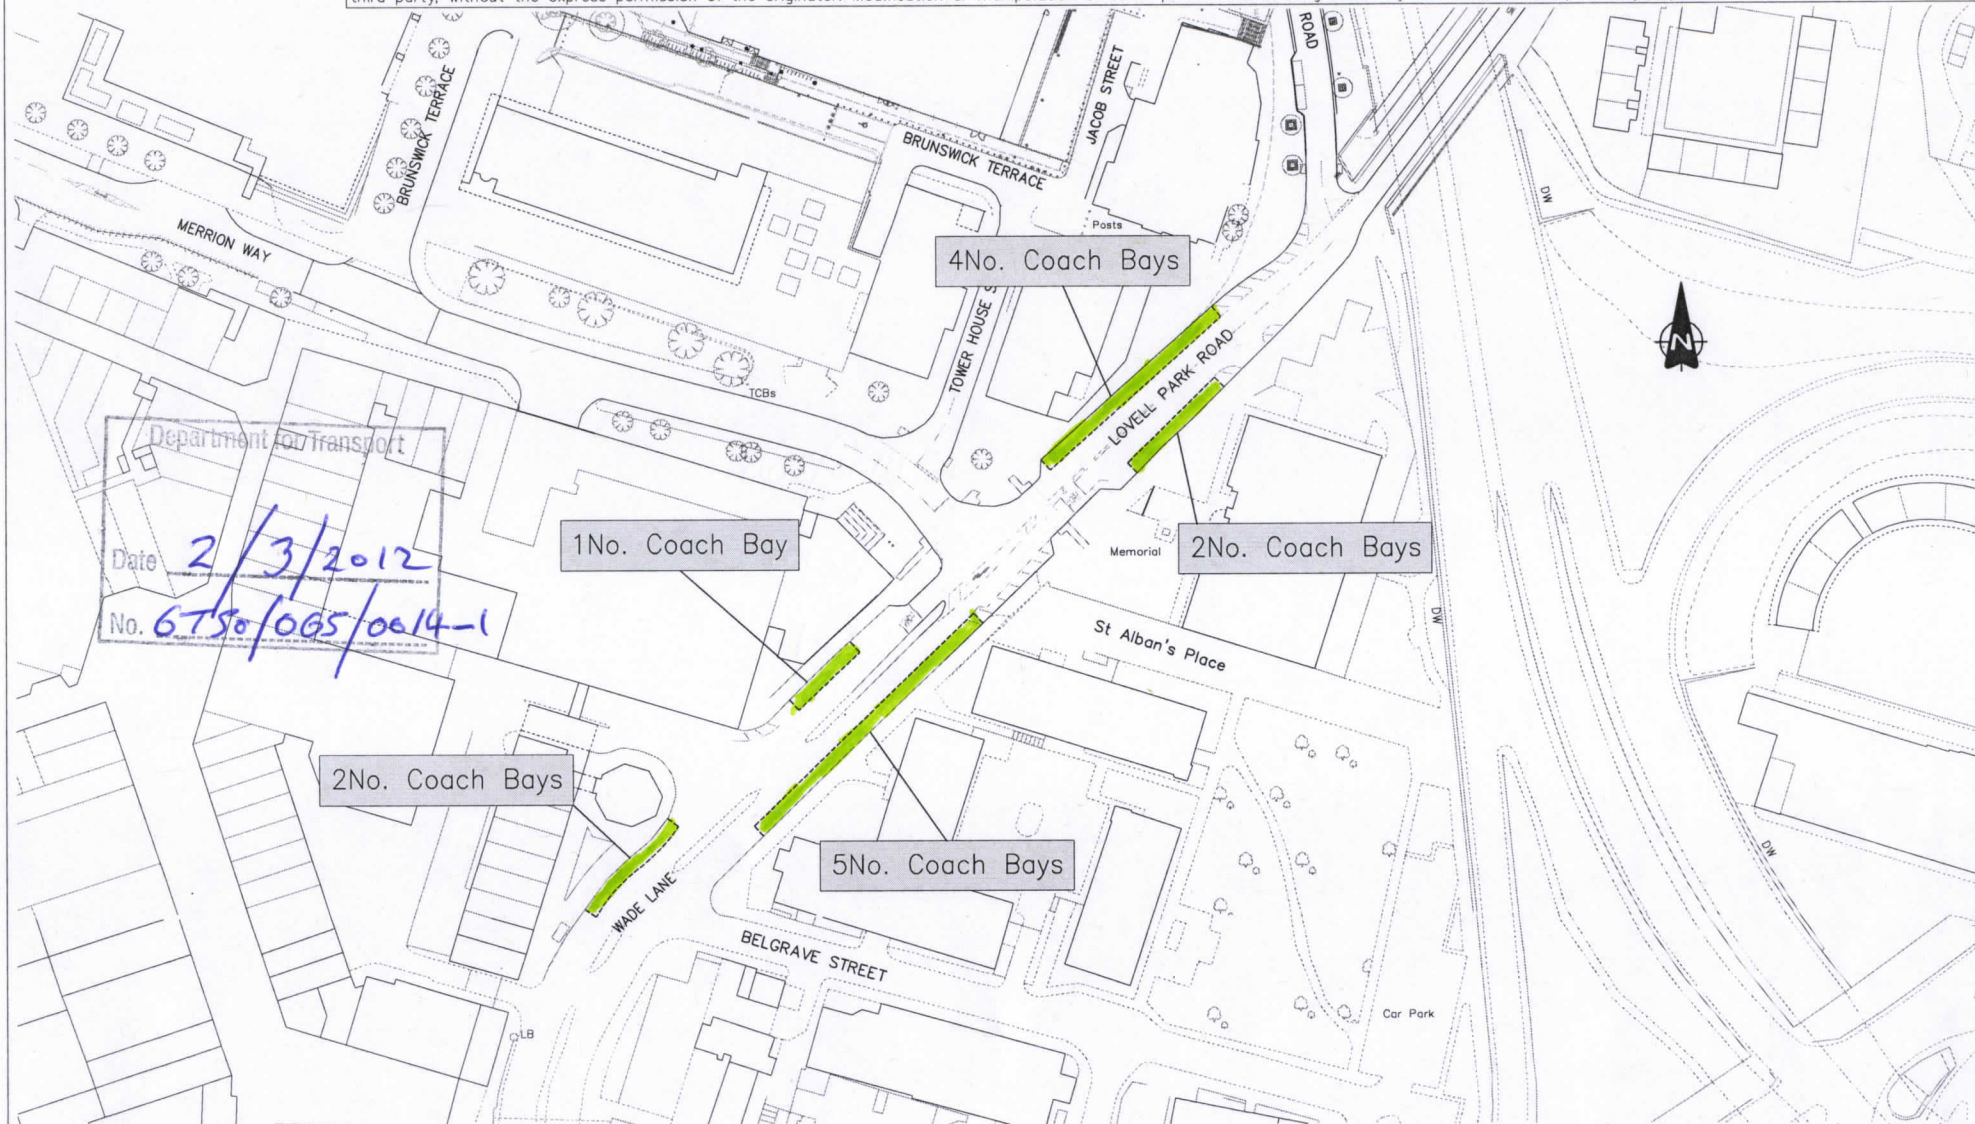 ROAD
JACOB STREET
BRUNSWICK TERRACE
BRUNSWICK TERRACE
MERRION WAY
Posts
DW
4No. Coach Bays
N
TOWER HOUSE S
LOVELL PARK ROAD
TCBs
Department for Transport
Date 2/3/2012
No. GTSo/OG5/0014-1
1No. Coach Bay
Memorial
2No. Coach Bays
DW
St Alban's Place
2No. Coach Bays
5No. Coach Bays
WADE LANE
BELGRAVE STREET
DW
Car Park
LB